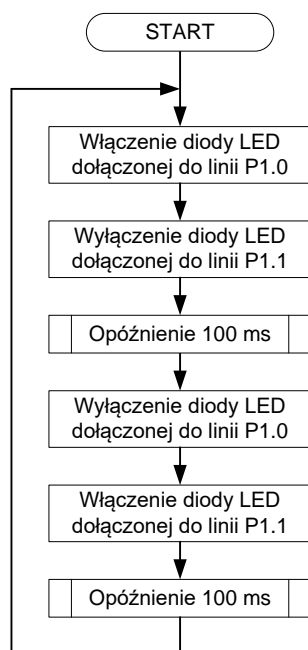 START
Włączenie diody LED
dołączonej do linii P1.0
Wyłączenie diody LED
dołączonej do linii P1.1
Opóźnienie 100 ms
Wyłączenie diody LED
dołączonej do linii P1.0
Włączenie diody LED
dołączonej do linii P1.1
Opóźnienie 100 ms